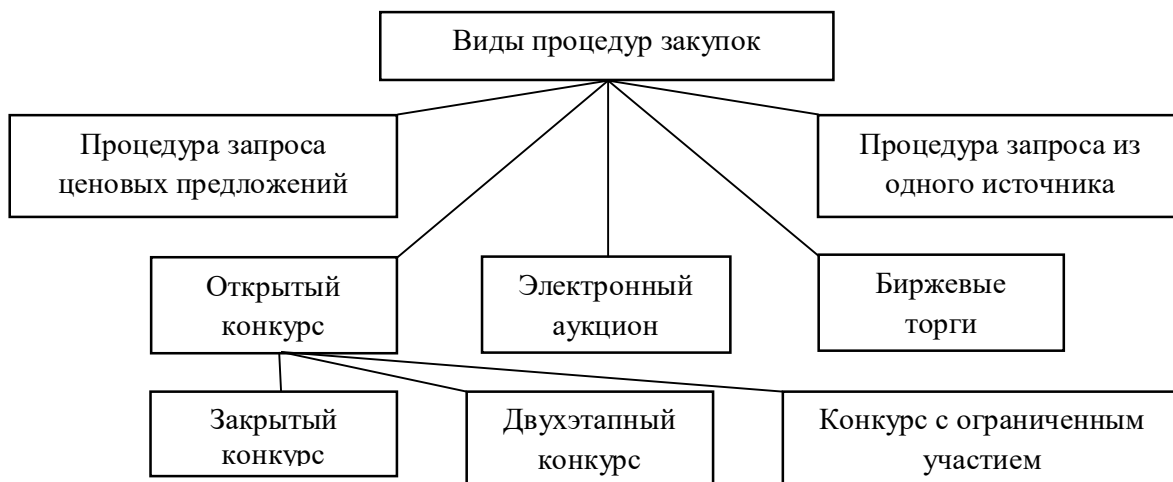 Виды процедур закупок
Процедура запроса
ценовых предложений
Процедура запроса из
одного источника
Открытый
конкурс
Электронный
аукцион
Биржевые
торги
Закрытый
конкурс
Двухэтапный
конкурс
Конкурс с ограниченным
участием